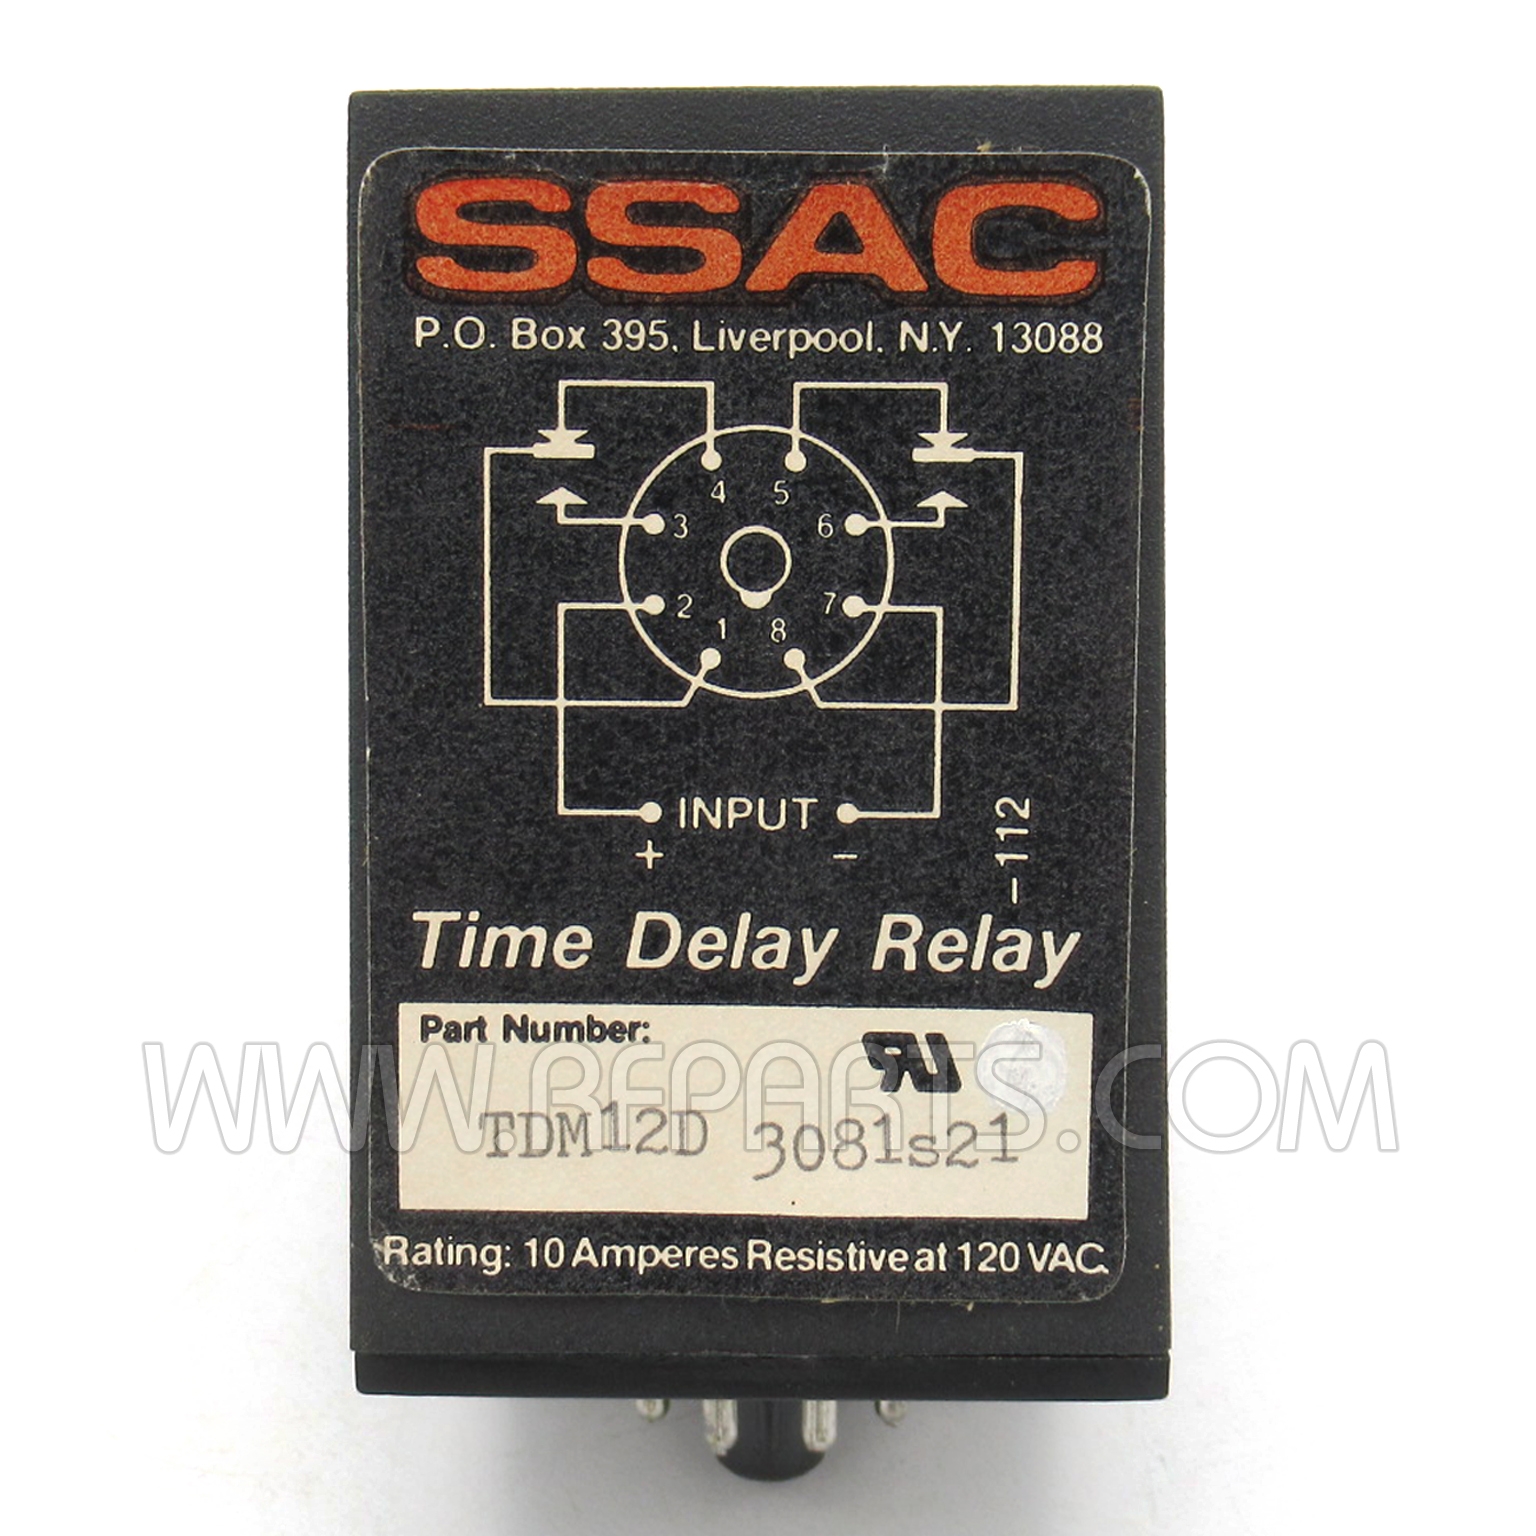 SSAC
P.O. Box 395, Liverpool, N.Y. 13088
4 5
3 6
2 7
1 8
INPUT
+ −
-112
Time Delay Relay
Part Number:
RU
WWW.RFPARTS.COM
TDM12D 3081s21
Rating: 10 Amperes Resistive at 120 VAC.